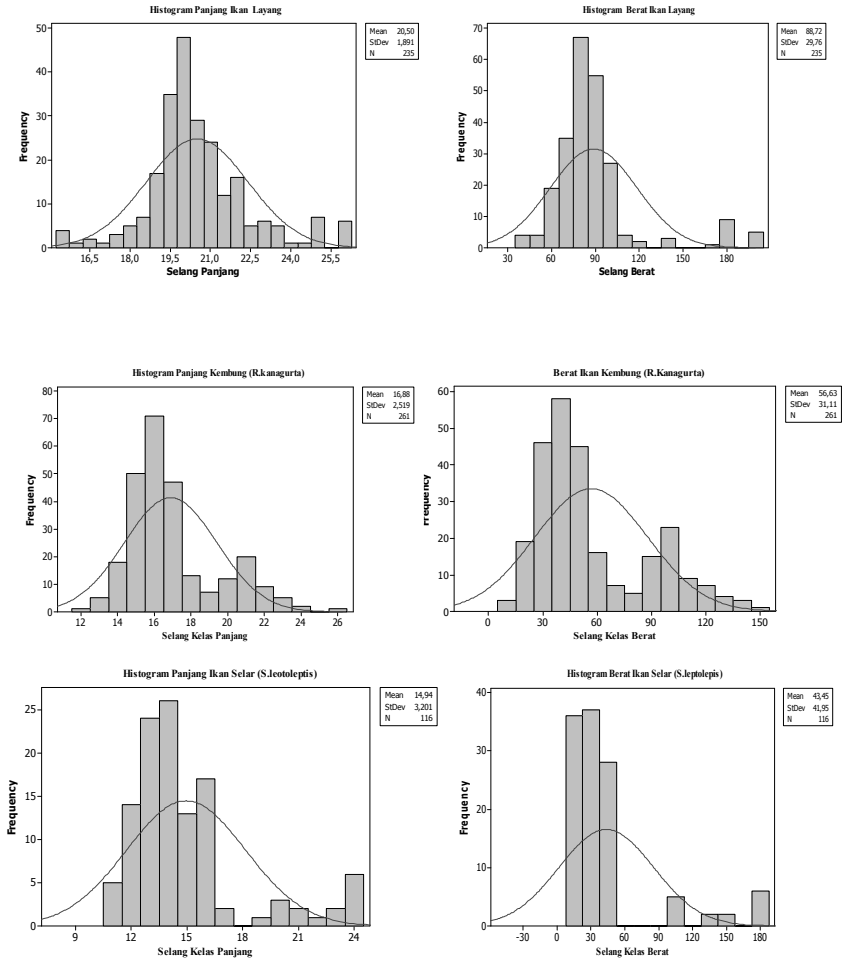 Histogram Panjang Ikan Layang
Mean 20,50
StDev 1,891
N 235
Frequency
50
40
30
20
10
0
16,5 18,0 19,5 21,0 22,5 24,0 25,5
Selang Panjang
Histogram Berat Ikan Layang
Mean 88,72
StDev 29,76
N 235
Frequency
70
60
50
40
30
20
10
0
30 60 90 120 150 180
Selang Berat
Histogram Panjang Kembung (R.kanagurta)
Mean 16,88
StDev 2,519
N 261
Frequency
80
70
60
50
40
30
20
10
0
12 14 16 18 20 22 24 26
Selang Kelas Panjang
Berat Ikan Kembung (R.Kanagurta)
Mean 56,63
StDev 31,11
N 261
Frequency
60
50
40
30
20
10
0
0 30 60 90 120 150
Selang Kelas Berat
Histogram Panjang Ikan Selar (S.leotoleptis)
Mean 14,94
StDev 3,201
N 116
Frequency
25
20
15
10
5
0
9 12 15 18 21 24
Selang Kelas Panjang
Histogram Berat Ikan Selar (S.leptolepis)
Mean 43,45
StDev 41,95
N 116
Frequency
40
30
20
10
0
-30 0 30 60 90 120 150 180
Selang Kelas Berat